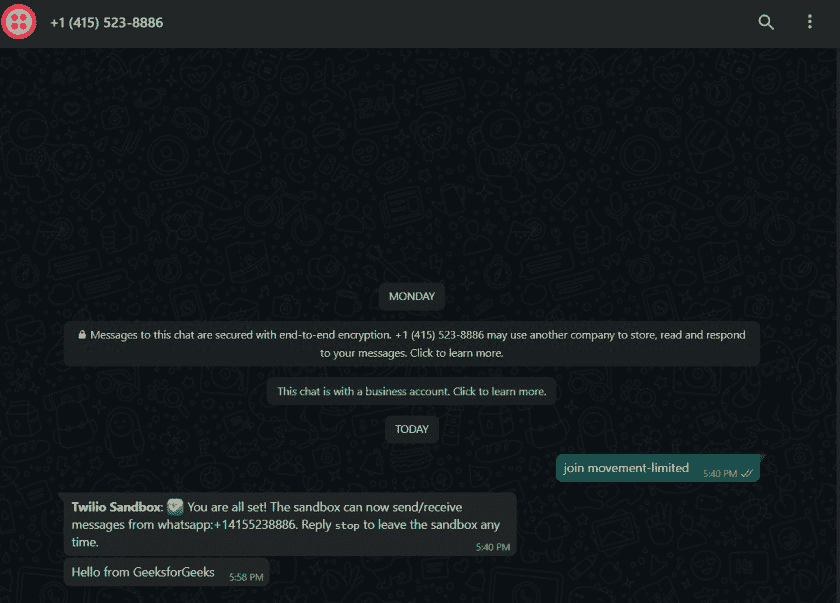 +1 (415) 523-8886
MONDAY
Messages to this chat are secured with end-to-end encryption. +1 (415) 523-8886 may use another company to store, read and respond
to your messages. Click to learn more.
This chat is with a business account. Click to learn more.
TODAY
join movement-limited 5:40 PM
Twilio Sandbox: You are all set! The sandbox can now send/receive
messages from whatsapp:+14155238886. Reply stop to leave the sandbox any
time. 5:40 PM
Hello from GeeksforGeeks 5:58 PM